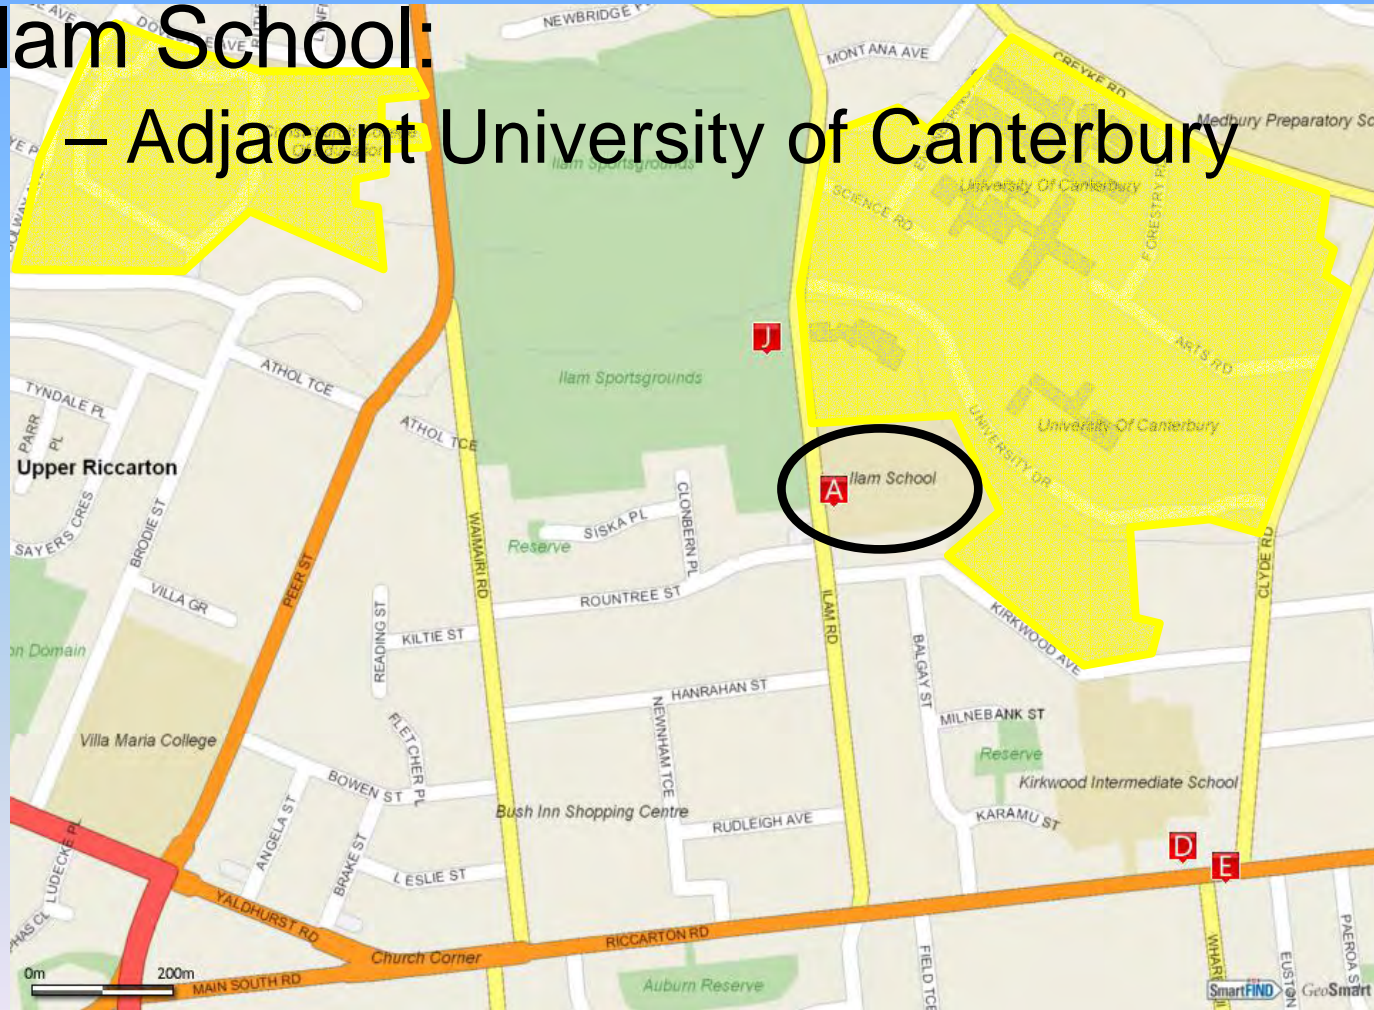 lam School:
– Adjacent University of Canterbury
NEWBRIDGE
MONTANA AVE
CREYKE RD
Medbury Preparatory Sc
Of Education
Ilam Sportsgrounds
University Of Canterbury
SCIENCE RD
FORESTRY RD
SOLWAY
J
ARTS RD
ATHOL TCE
Ilam Sportsgrounds
TYNDALE PL
PARR PL
ATHOL TCE
University Of Canterbury
UNIVERSITY DR
Upper Riccarton
A
Ilam School
CLONBERN PL
SISKA PL
Reserve
SAYERS CRES
BRODIE ST
WAIMAIRI RD
PEER ST
CLYDE RD
VILLA GR
ROUNTREE ST
ILAM RD
KIRKWOOD AVE
READING ST
KILTIE ST
BALGAY ST
on Domain
HANRAHAN ST
NEWNHAM TCE
MILNEBANK ST
FLETCHER PL
Villa Maria College
Reserve
BOWEN ST
Kirkwood Intermediate School
Bush Inn Shopping Centre
RUDLEIGH AVE
KARAMU ST
ANGELA ST
BRAKE ST
LUDECKE PL
D
E
LESLIE ST
YALDHURST RD
RICCARTON RD
Church Corner
FIELD TCE
EUSTON
PAEROA S
WHAR
0m
200m
MAIN SOUTH RD
Auburn Reserve
SmartFIND
GeoSmart